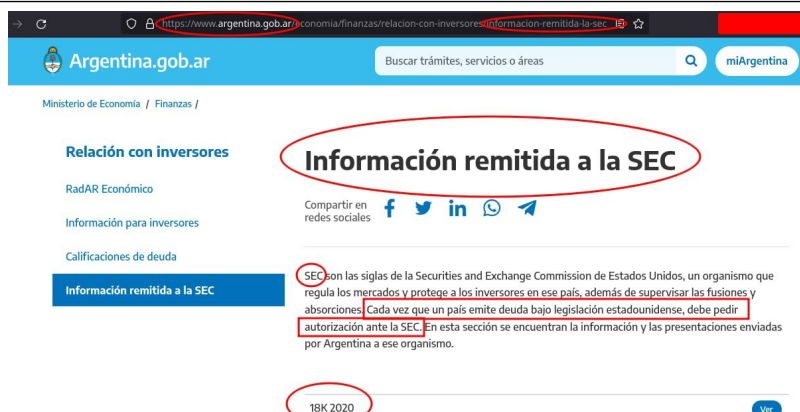 https://www.argentina.gob.ar/economia/finanzas/relacion-con-inversores/informacion-remitida-la-sec
Argentina.gob.ar
Buscar trámites, servicios o áreas
miArgentina
Ministerio de Economía / Finanzas /
Relación con inversores
RadAR Económico
Información para inversores
Calificaciones de deuda
Información remitida a la SEC
Información remitida a la SEC
Compartir en
redes sociales
SEC son las siglas de la Securities and Exchange Commission de Estados Unidos, un organismo que
regula los mercados y protege a los inversores en ese país, además de supervisar las fusiones y
absorciones. Cada vez que un país emite deuda bajo legislación estadounidense, debe pedir
autorización ante la SEC. En esta sección se encuentran la información y las presentaciones enviadas
por Argentina a ese organismo.
18K 2020
Ver